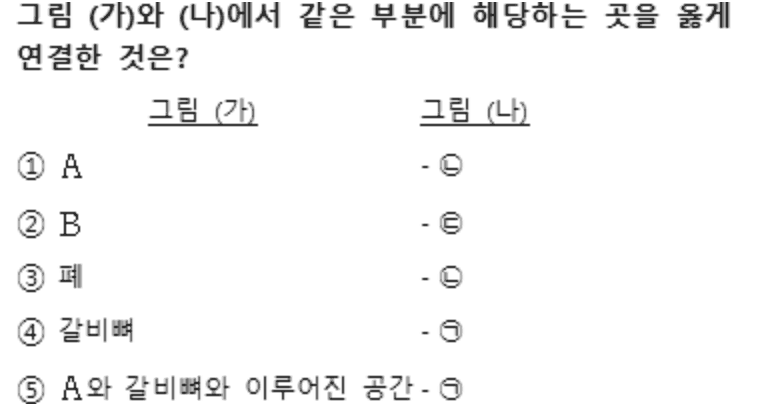 그림 (가)와 (나)에서 같은 부분에 해당하는 곳을 옳게
연결한 것은?
그림 (가) 그림 (나)
① A - ㉡
② B - ㉢
③ 폐 - ㉡
④ 갈비뼈 - ㉠
⑤ A와 갈비뼈와 이루어진 공간 - ㉠